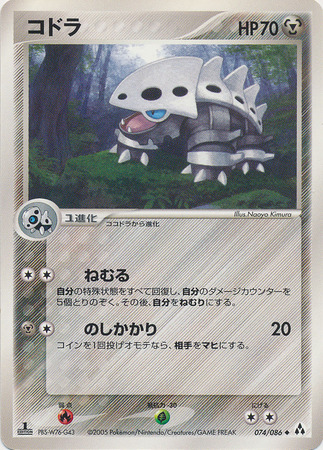 コドラ HP70
Illus.Naoyo Kimura
1進化
ココドラから進化
ねむる
自分の特殊状態をすべて回復し、自分のダメージカウンターを
5個とりのぞく。その後、自分をねむりにする。
のしかかり 20
コインを1回投げオモテなら、相手をマヒにする。
弱点 抵抗力 -30 にげる
1
PBS-W76-G43 ©2005 Pokémon/Nintendo/Creatures/GAME FREAK 074/086